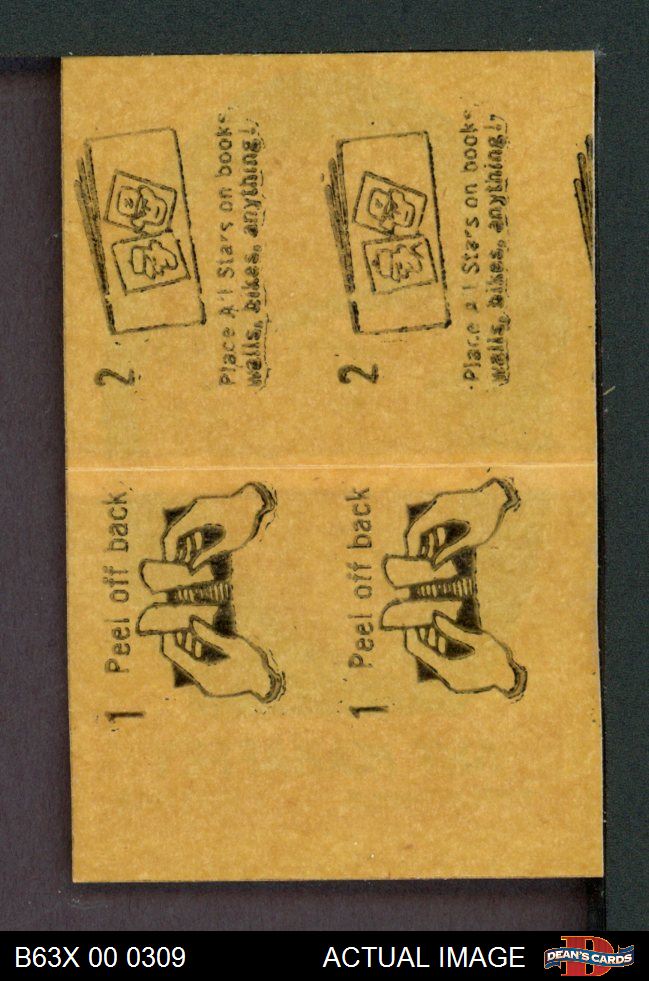 1 Peel off back
2
Place All Stars on books,
walls, bikes, anything!
1 Peel off back
2
Place All Stars on books,
walls, bikes, anything!
B63X 00 0309
ACTUAL IMAGE
DEAN'S CARDS